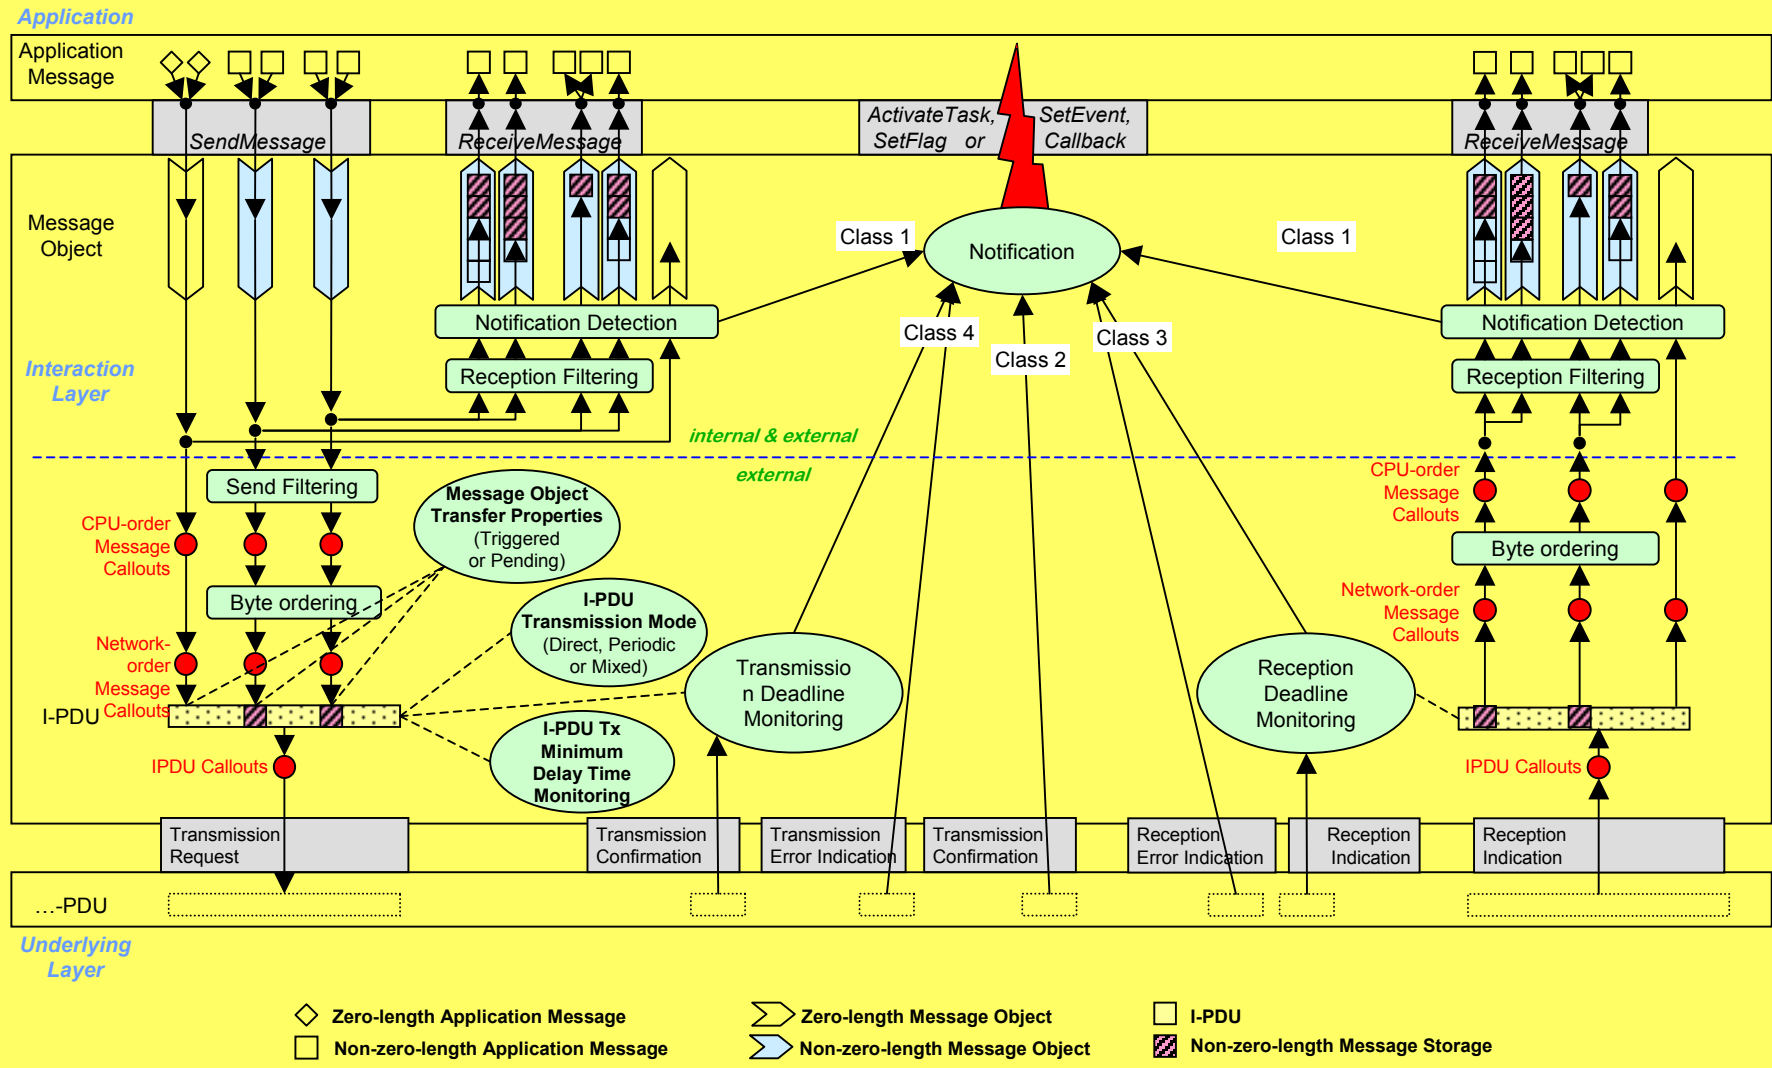 Application
Application
Message
SendMessage
ReceiveMessage
ActivateTask,
SetFlag or
SetEvent,
Callback
ReceiveMessage
Message
Object
Class 1
Notification
Class 1
Notification Detection
Class 4
Class 2
Class 3
Notification Detection
Interaction
Layer
Reception Filtering
Reception Filtering
internal & external
external
Send Filtering
CPU-order
Message
Callouts
Message Object
Transfer Properties
(Triggered
or Pending)
CPU-order
Message
Callouts
Byte ordering
Byte ordering
I-PDU
Transmission Mode
(Direct, Periodic
or Mixed)
Network-order
Message
Callouts
Network-
order
Message
Callouts
I-PDU
Transmissio
n Deadline
Monitoring
Reception
Deadline
Monitoring
I-PDU Tx
Minimum
Delay Time
Monitoring
IPDU Callouts
IPDU Callouts
Transmission
Request
Transmission
Confirmation
Transmission
Error Indication
Transmission
Confirmation
Reception
Error Indication
Reception
Indication
Reception
Indication
…-PDU
Underlying
Layer
Zero-length Application Message
Zero-length Message Object
I-PDU
Non-zero-length Application Message
Non-zero-length Message Object
Non-zero-length Message Storage